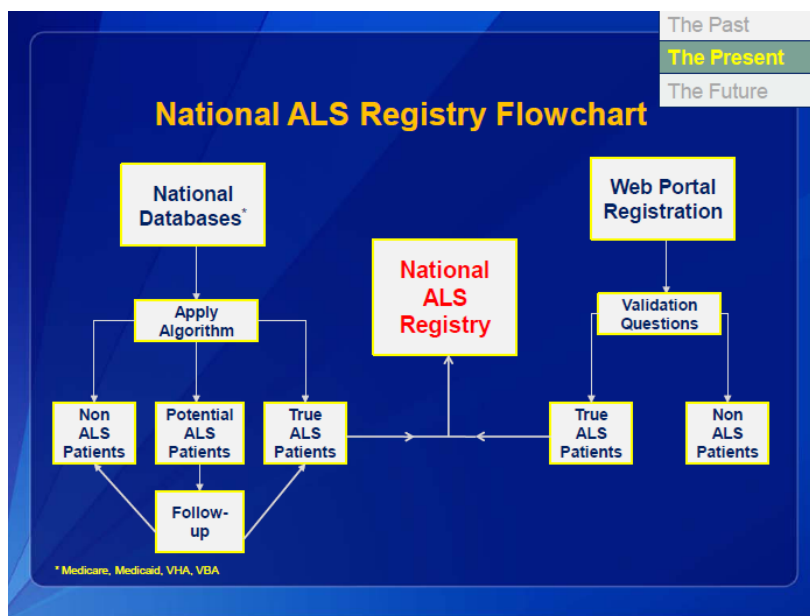 The Past
The Present
The Future
National ALS Registry Flowchart
National
Databases*
Web Portal
Registration
National
ALS
Registry
Apply
Algorithm
Validation
Questions
Non
ALS
Patients
Potential
ALS
Patients
True
ALS
Patients
True
ALS
Patients
Non
ALS
Patients
Follow-
up
* Medicare, Medicaid, VHA, VBA